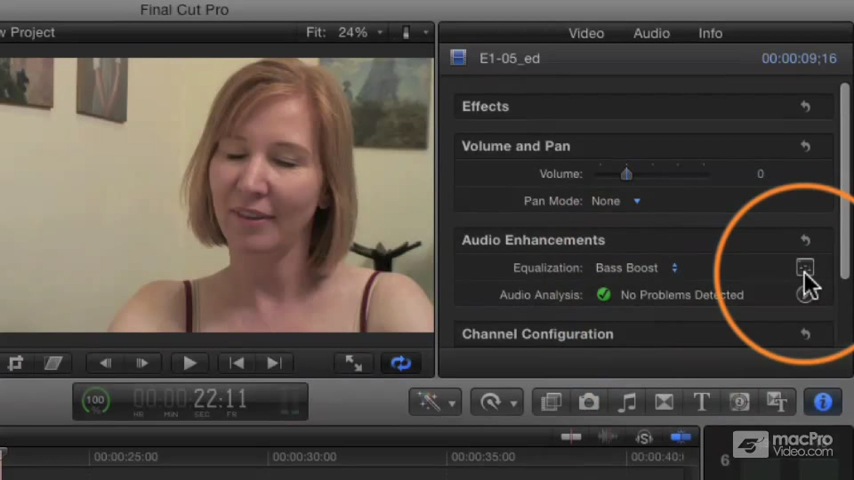 Final Cut Pro
w Project
Fit: 24%
Video Audio Info
E1-05_ed 00:00:09;16
Effects
Volume and Pan
Volume: 0
Pan Mode: None
Audio Enhancements
Equalization: Bass Boost
Audio Analysis: No Problems Detected
Channel Configuration
100
%
00:00 22:11
HR MIN SEC FR
T
00:00:25:00 00:00:30:00 00:00:35:00 00:00:40:
6
macPro
Video.com